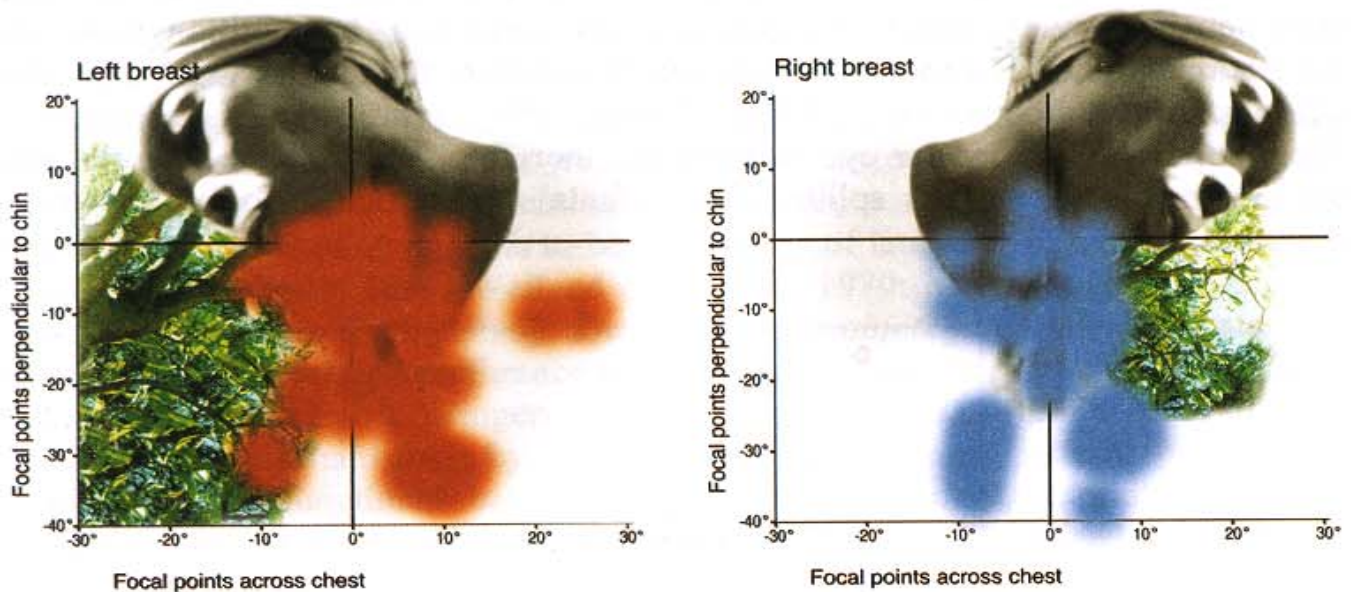 Left breast
20°
10°
0°
-10°
-20°
-30°
-40°
-30° -20° -10° 0° 10° 20° 30°
Focal points perpendicular to chin
Focal points across chest
Right breast
20°
10°
0°
-10°
-20°
-30°
-40°
-30° -20° -10° 0° 10° 20° 30°
Focal points perpendicular to chin
Focal points across chest